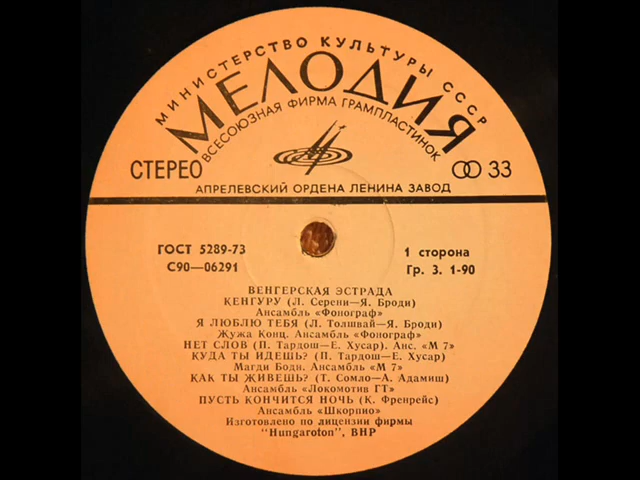 МИНИСТЕРСТВО КУЛЬТУРЫ СССР
МЕЛОДИЯ
ВСЕСОЮЗНАЯ ФИРМА ГРАМПЛАСТИНОК
СТЕРЕО
33
АПРЕЛЕВСКИЙ ОРДЕНА ЛЕНИНА ЗАВОД
ГОСТ 5289-73
1 сторона
С90—06291
Гр. 3. 1-90
ВЕНГЕРСКАЯ ЭСТРАДА
КЕНГУРУ (Л. Серени—Я. Броди)
Ансамбль «Фонограф»
Я ЛЮБЛЮ ТЕБЯ (Л. Толшвай—Я. Броди)
Жужа Конц. Ансамбль «Фонограф»
НЕТ СЛОВ (П. Тардош—Е. Хусар). Анс. «М 7»
КУДА ТЫ ИДЕШЬ? (П. Тардош—Е. Хусар)
Магди Боди. Ансамбль «М 7»
КАК ТЫ ЖИВЕШЬ? (Т. Сомло—А. Адамиш)
Ансамбль «Локомотив ГТ»
ПУСТЬ КОНЧИТСЯ НОЧЬ (К. Френрейс)
Ансамбль «Шкорпио»
Изготовлено по лицензии фирмы
"Hungaroton", ВНР